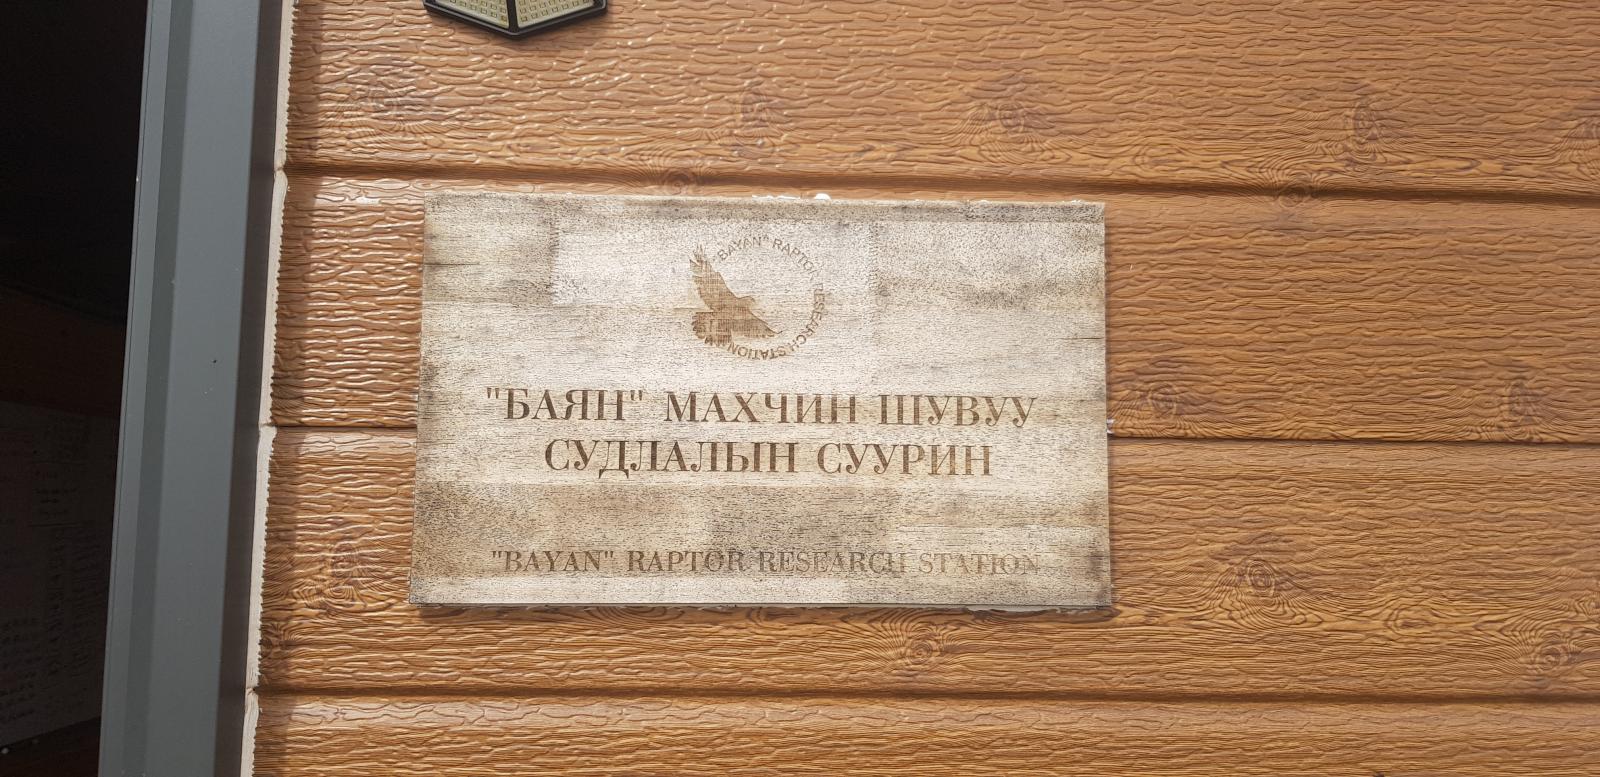 "BAYAN" RAPTOR RESEARCH STATION
"БАЯН" МАХЧИН ШУВУУ
СУДЛАЛЫН СУУРИН
"BAYAN" RAPTOR RESEARCH STATION